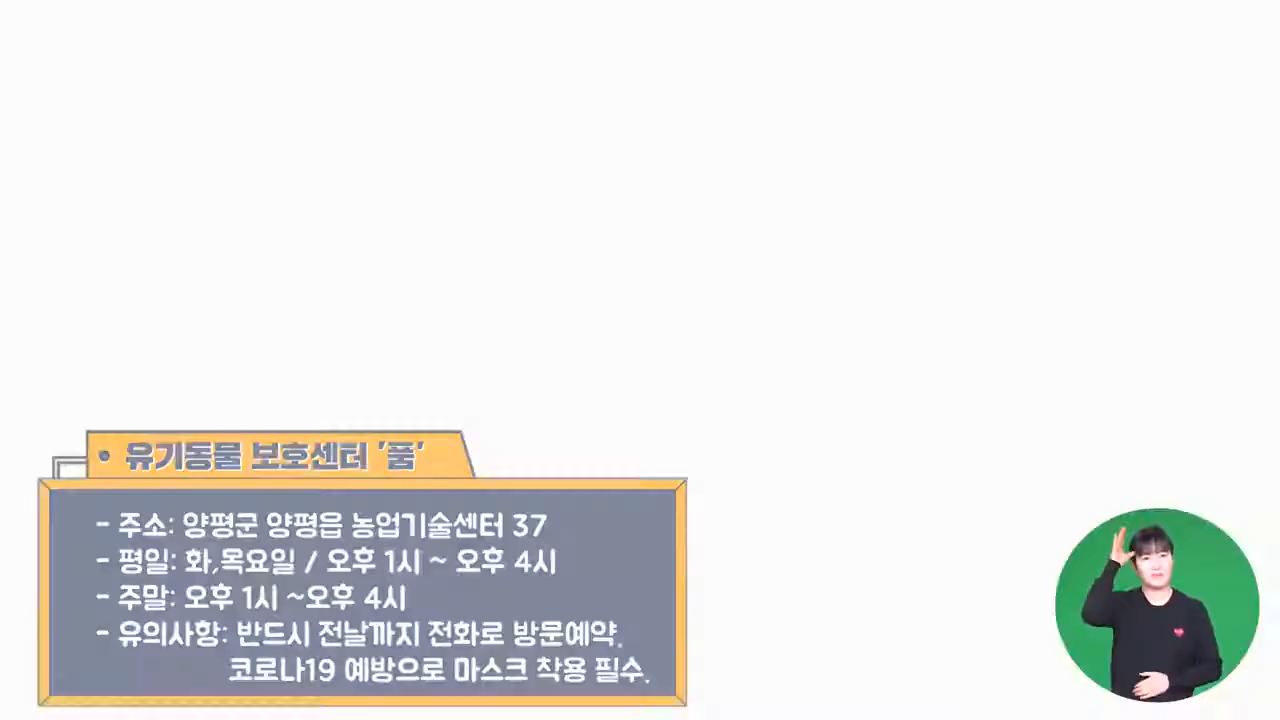 • 유기동물 보호센터 '품'
- 주소: 양평군 양평읍 농업기술센터 37
- 평일: 화,목요일 / 오후 1시 ~ 오후 4시
- 주말: 오후 1시 ~오후 4시
- 유의사항: 반드시 전날까지 전화로 방문예약.
코로나19 예방으로 마스크 착용 필수.